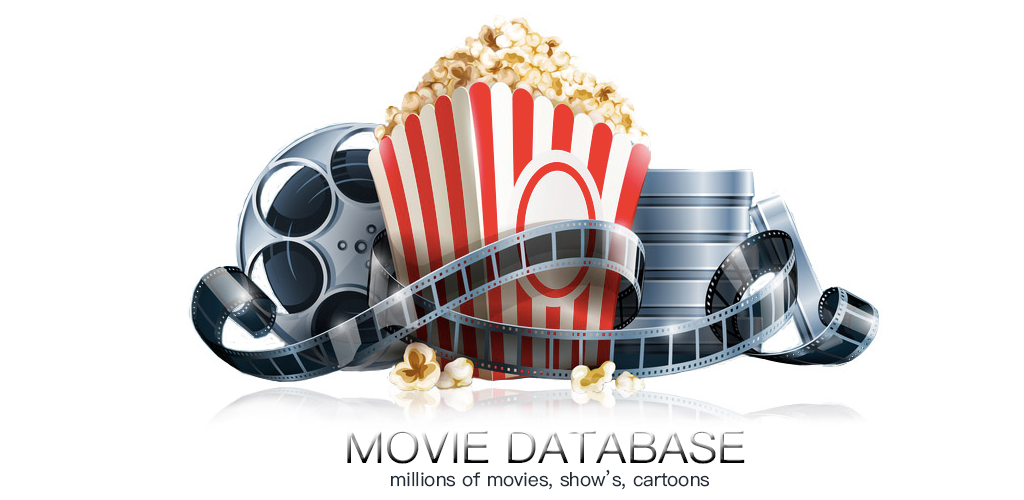 MOVIE DATABASE
millions of movies, show's, cartoons